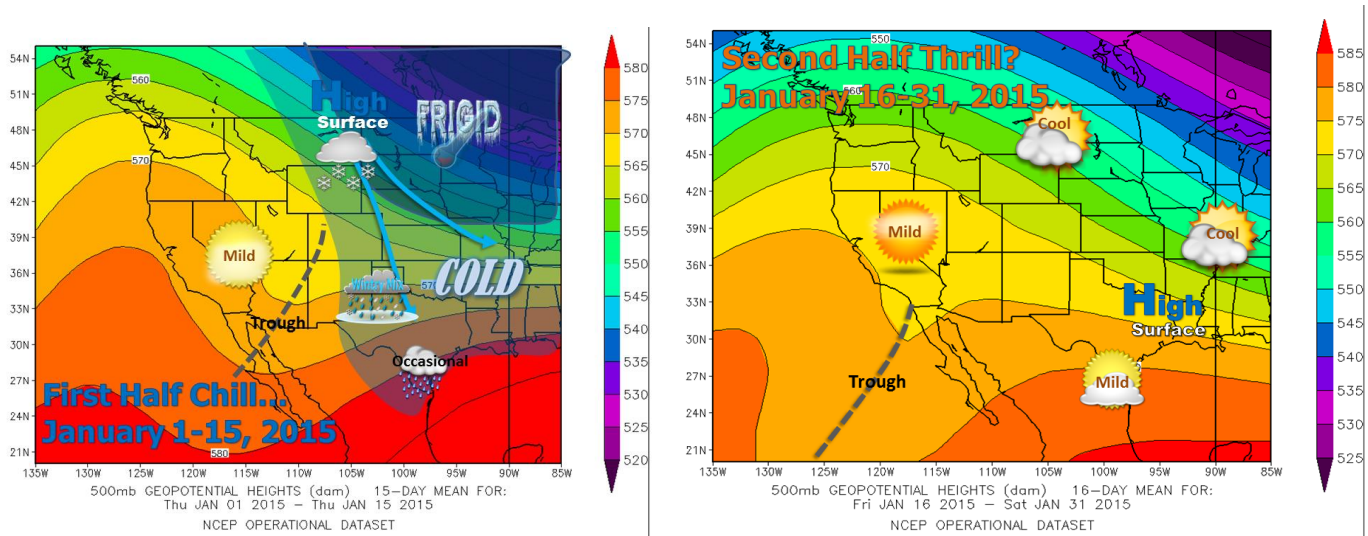 High
Surface
FRIGID
Mild
Wintry Mix
COLD
Trough
Occasional
First Half Chill...
January 1-15, 2015
560
570
570
580
54N
51N
48N
45N
42N
39N
36N
33N
30N
27N
24N
21N
135W 130W 125W 120W 115W 110W 105W 100W 95W 90W 85W
580
575
570
565
560
555
550
545
540
535
530
525
520
500mb GEOPOTENTIAL HEIGHTS (dam) 15-DAY MEAN FOR:
Thu JAN 01 2015 – Thu JAN 15 2015
NCEP OPERATIONAL DATASET
Second Half Thrill?
January 16-31, 2015
Cool
Mild
Cool
High
Surface
Trough
Mild
550
560
570
54N
51N
48N
45N
42N
39N
36N
33N
30N
27N
24N
21N
135W 130W 125W 120W 115W 110W 105W 100W 95W 90W 85W
585
580
575
570
565
560
555
550
545
540
535
530
525
500mb GEOPOTENTIAL HEIGHTS (dam) 16-DAY MEAN FOR:
Fri JAN 16 2015 – Sat JAN 31 2015
NCEP OPERATIONAL DATASET